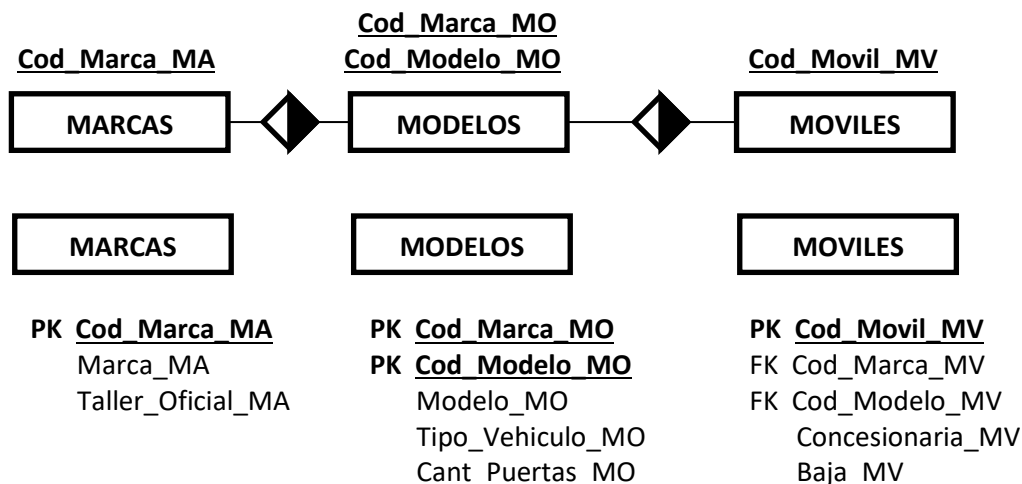 Cod_Marca_MO
Cod_Marca_MA Cod_Modelo_MO Cod_Movil_MV
MARCAS MODELOS MOVILES
MARCAS MODELOS MOVILES
PK Cod_Marca_MA PK Cod_Marca_MO PK Cod_Movil_MV
Marca_MA PK Cod_Modelo_MO FK Cod_Marca_MV
Taller_Oficial_MA Modelo_MO FK Cod_Modelo_MV
Tipo_Vehiculo_MO Concesionaria_MV
Cant_Puertas_MO Baja_MV